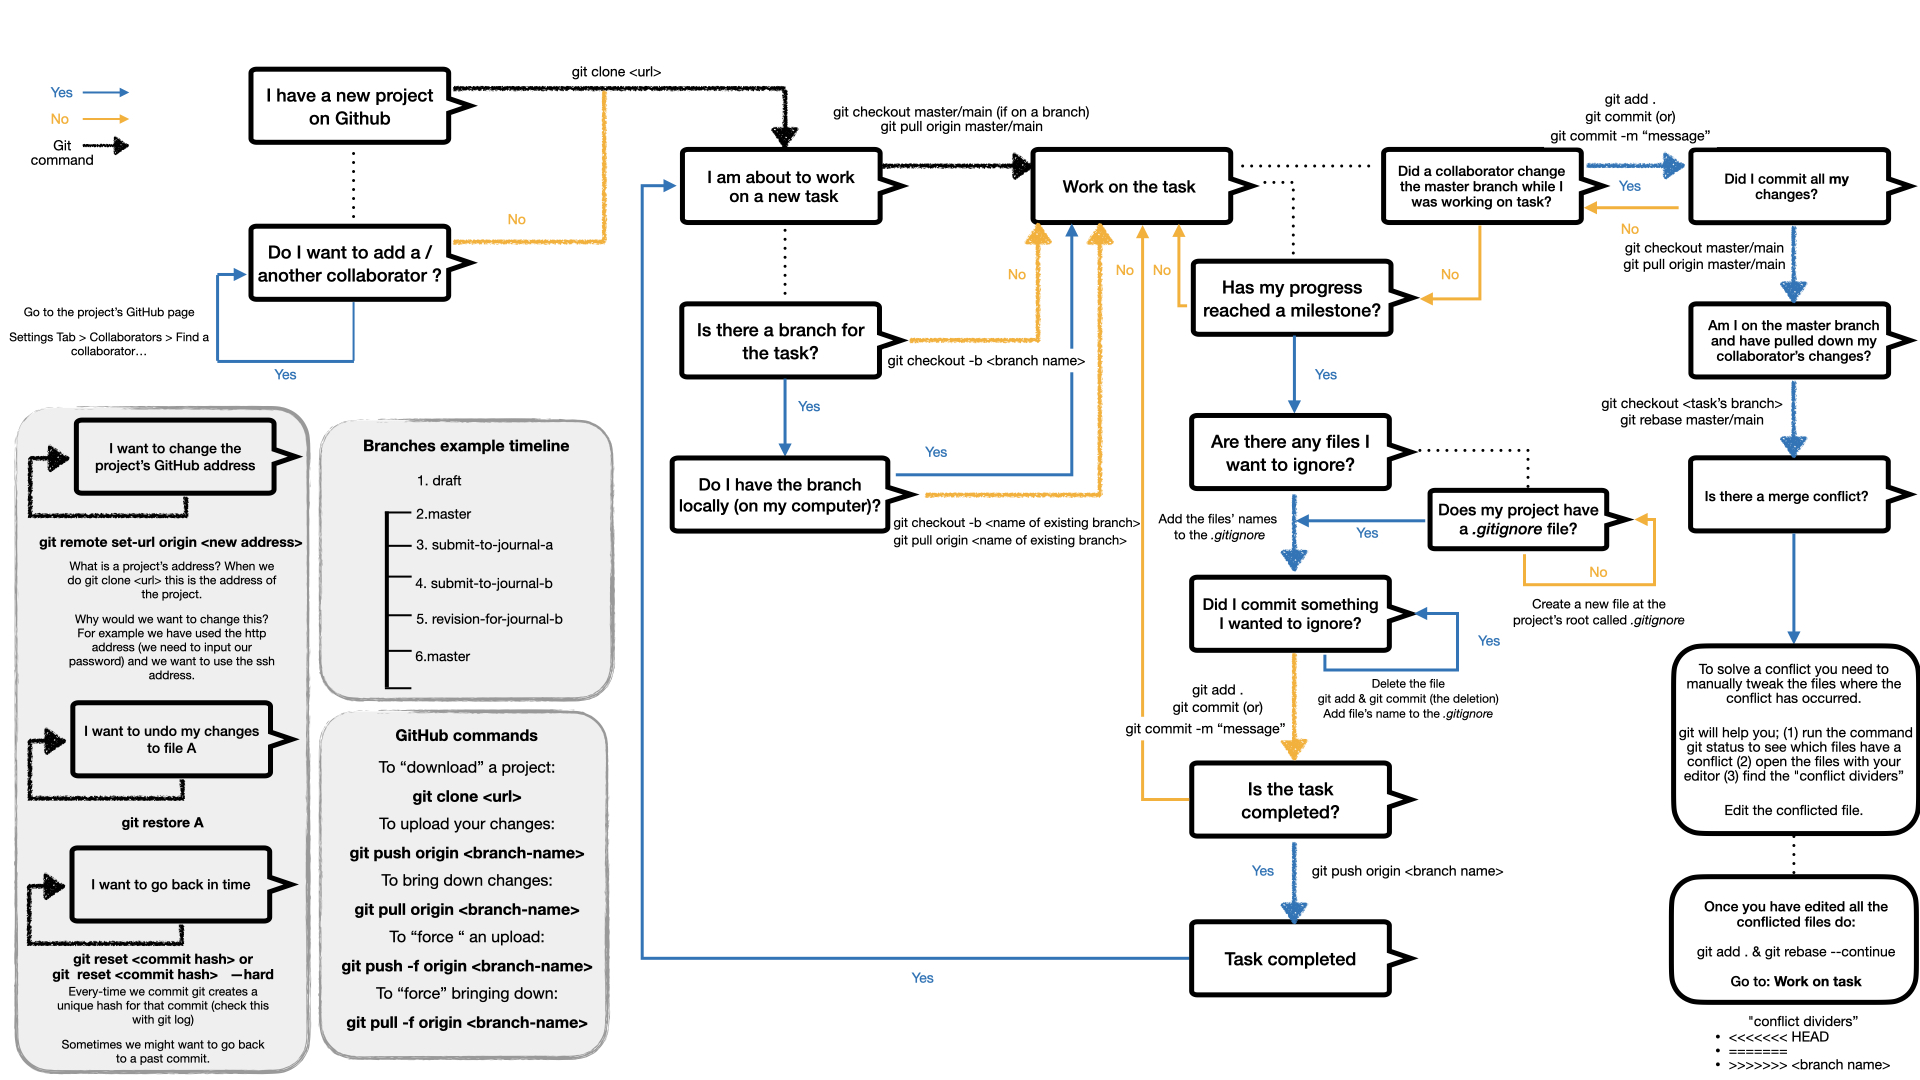 Yes
No
Git
command
I have a new project
on Github
git clone <url>
Do I want to add a /
another collaborator ?
No
Go to the project's GitHub page
Settings Tab > Collaborators > Find a
collaborator…
Yes
I am about to work
on a new task
git checkout master/main (if on a branch)
git pull origin master/main
Work on the task
Is there a branch for
the task?
No
git checkout -b <branch name>
Yes
Do I have the branch
locally (on my computer)?
Yes
git checkout -b <name of existing branch>
git pull origin <name of existing branch>
No
No
Did a collaborator change
the master branch while I
was working on task?
git add .
git commit (or)
git commit -m “message”
Yes
No
No
Did I commit all my
changes?
git checkout master/main
git pull origin master/main
Am I on the master branch
and have pulled down my
collaborator's changes?
git checkout <task's branch>
git rebase master/main
Is there a merge conflict?
To solve a conflict you need to
manually tweak the files where the
conflict has occurred.
git will help you; (1) run the command
git status to see which files have a
conflict (2) open the files with your
editor (3) find the "conflict dividers”
Edit the conflicted file.
Once you have edited all the
conflicted files do:
git add . & git rebase --continue
Go to: Work on task
"conflict dividers”
• <<<<<<< HEAD
• =======
• >>>>>>> <branch name>
Has my progress
reached a milestone?
Yes
Are there any files I
want to ignore?
Does my project have
a .gitignore file?
Yes
No
Create a new file at the
project's root called .gitignore
Add the files' names
to the .gitignore
Did I commit something
I wanted to ignore?
Yes
Delete the file
git add & git commit (the deletion)
Add file's name to the .gitignore
git add .
git commit (or)
git commit -m “message”
Is the task
completed?
Yes
git push origin <branch name>
Task completed
Yes
I want to change the
project's GitHub address
git remote set-url origin <new address>
What is a project's address? When we
do git clone <url> this is the address of
the project.
Why would we want to change this?
For example we have used the http
address (we need to input our
password) and we want to use the ssh
address.
I want to undo my changes
to file A
git restore A
I want to go back in time
git reset <commit hash> or
git  reset <commit hash>   —hard
Every-time we commit git creates a
unique hash for that commit (check this
with git log)
Sometimes we might want to go back
to a past commit.
Branches example timeline
1. draft
2.master
3. submit-to-journal-a
4. submit-to-journal-b
5. revision-for-journal-b
6.master
GitHub commands
To “download” a project:
git clone <url>
To upload your changes:
git push origin <branch-name>
To bring down changes:
git pull origin <branch-name>
To “force “ an upload:
git push -f origin <branch-name>
To “force” bringing down:
git pull -f origin <branch-name>